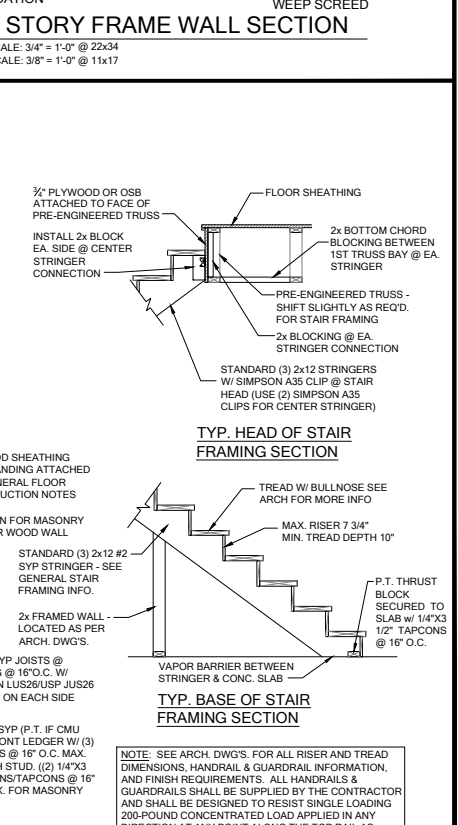 WEEP SCREED
STORY FRAME WALL SECTION
ALE: 3/4" = 1'-0" @ 22x34
CALE: 3/8" = 1'-0" @ 11x17
¾" PLYWOOD OR OSB
ATTACHED TO FACE OF
PRE-ENGINEERED TRUSS
INSTALL 2x BLOCK
EA. SIDE @ CENTER
STRINGER
CONNECTION
FLOOR SHEATHING
2x BOTTOM CHORD
BLOCKING BETWEEN
1ST TRUSS BAY @ EA.
STRINGER
PRE-ENGINEERED TRUSS -
SHIFT SLIGHTLY AS REQ'D.
FOR STAIR FRAMING
2x BLOCKING @ EA.
STRINGER CONNECTION
STANDARD (3) 2x12 STRINGERS
W/ SIMPSON A35 CLIP @ STAIR
HEAD (USE (2) SIMPSON A35
CLIPS FOR CENTER STRINGER)
TYP. HEAD OF STAIR
FRAMING SECTION
OD SHEATHING
ANDING ATTACHED
NERAL FLOOR
RUCTION NOTES
N FOR MASONRY
R WOOD WALL
STANDARD (3) 2x12 #2
SYP STRINGER - SEE
GENERAL STAIR
FRAMING INFO.
2x FRAMED WALL -
LOCATED AS PER
ARCH. DWG'S.
YP JOISTS @
G @ 16"O.C. W/
N LUS26/USP JUS26
ON EACH SIDE
SYP (P.T. IF CMU
ONT LEDGER W/ (3)
S @ 16" O.C. MAX.
H STUD. ((2) 1/4"X3
NS/TAPCONS @ 16"
X. FOR MASONRY
TREAD W/ BULLNOSE SEE
ARCH FOR MORE INFO
MAX. RISER 7 3/4"
MIN. TREAD DEPTH 10"
P.T. THRUST
BLOCK
SECURED TO
SLAB w/ 1/4"X3
1/2" TAPCONS
@ 16" O.C.
VAPOR BARRIER BETWEEN
STRINGER & CONC. SLAB
TYP. BASE OF STAIR
FRAMING SECTION
NOTE: SEE ARCH. DWG'S. FOR ALL RISER AND TREAD
DIMENSIONS, HANDRAIL & GUARDRAIL INFORMATION,
AND FINISH REQUIREMENTS. ALL HANDRAILS &
GUARDRAILS SHALL BE SUPPLIED BY THE CONTRACTOR
AND SHALL BE DESIGNED TO RESIST SINGLE LOADING
200-POUND CONCENTRATED LOAD APPLIED IN ANY
DIRECTION AT ANY POINT ALONG THE TOP RAIL AS